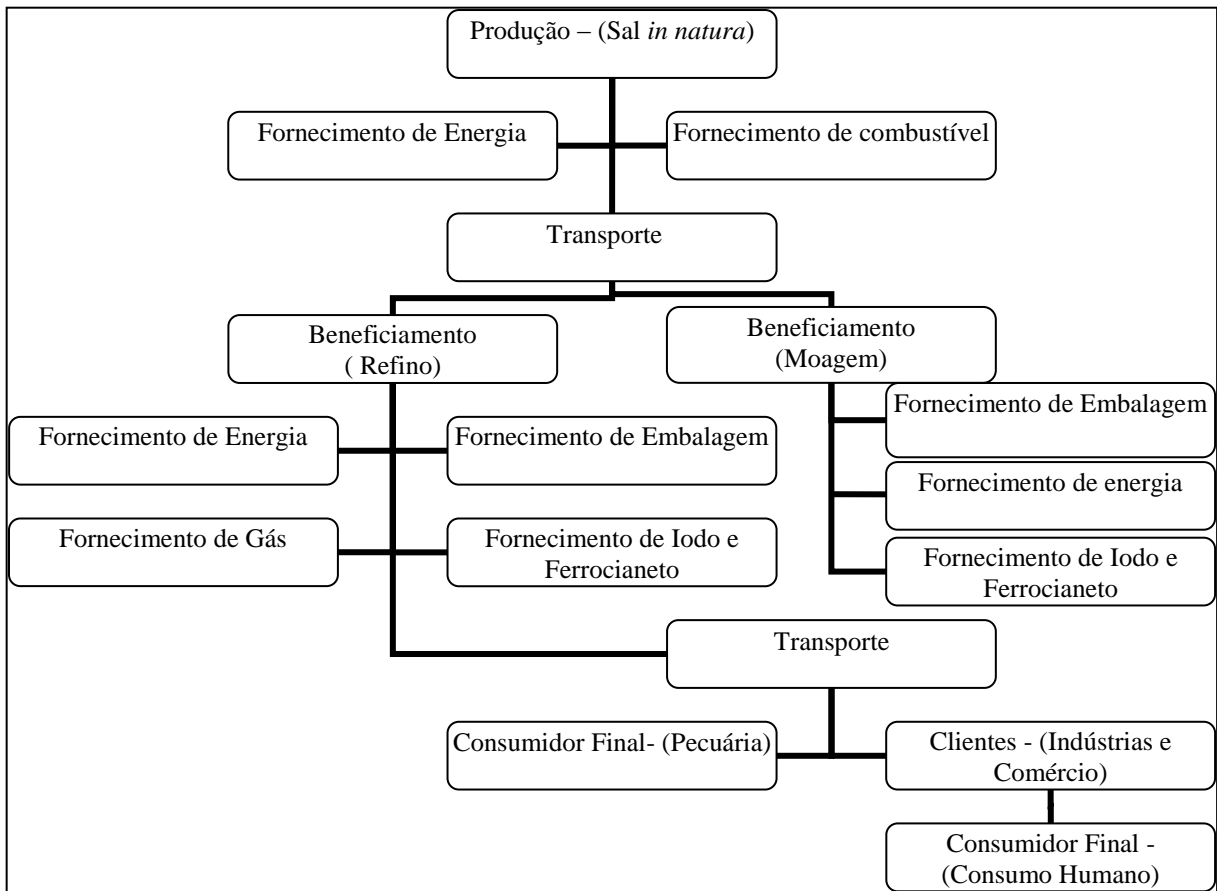 Produção – (Sal in natura)
Fornecimento de Energia
Fornecimento de combustível
Transporte
Beneficiamento
( Refino)
Beneficiamento
(Moagem)
Fornecimento de Embalagem
Fornecimento de Energia
Fornecimento de Embalagem
Fornecimento de energia
Fornecimento de Gás
Fornecimento de Iodo e
Ferrocianeto
Fornecimento de Iodo e
Ferrocianeto
Transporte
Consumidor Final- (Pecuária)
Clientes - (Indústrias e
Comércio)
Consumidor Final -
(Consumo Humano)